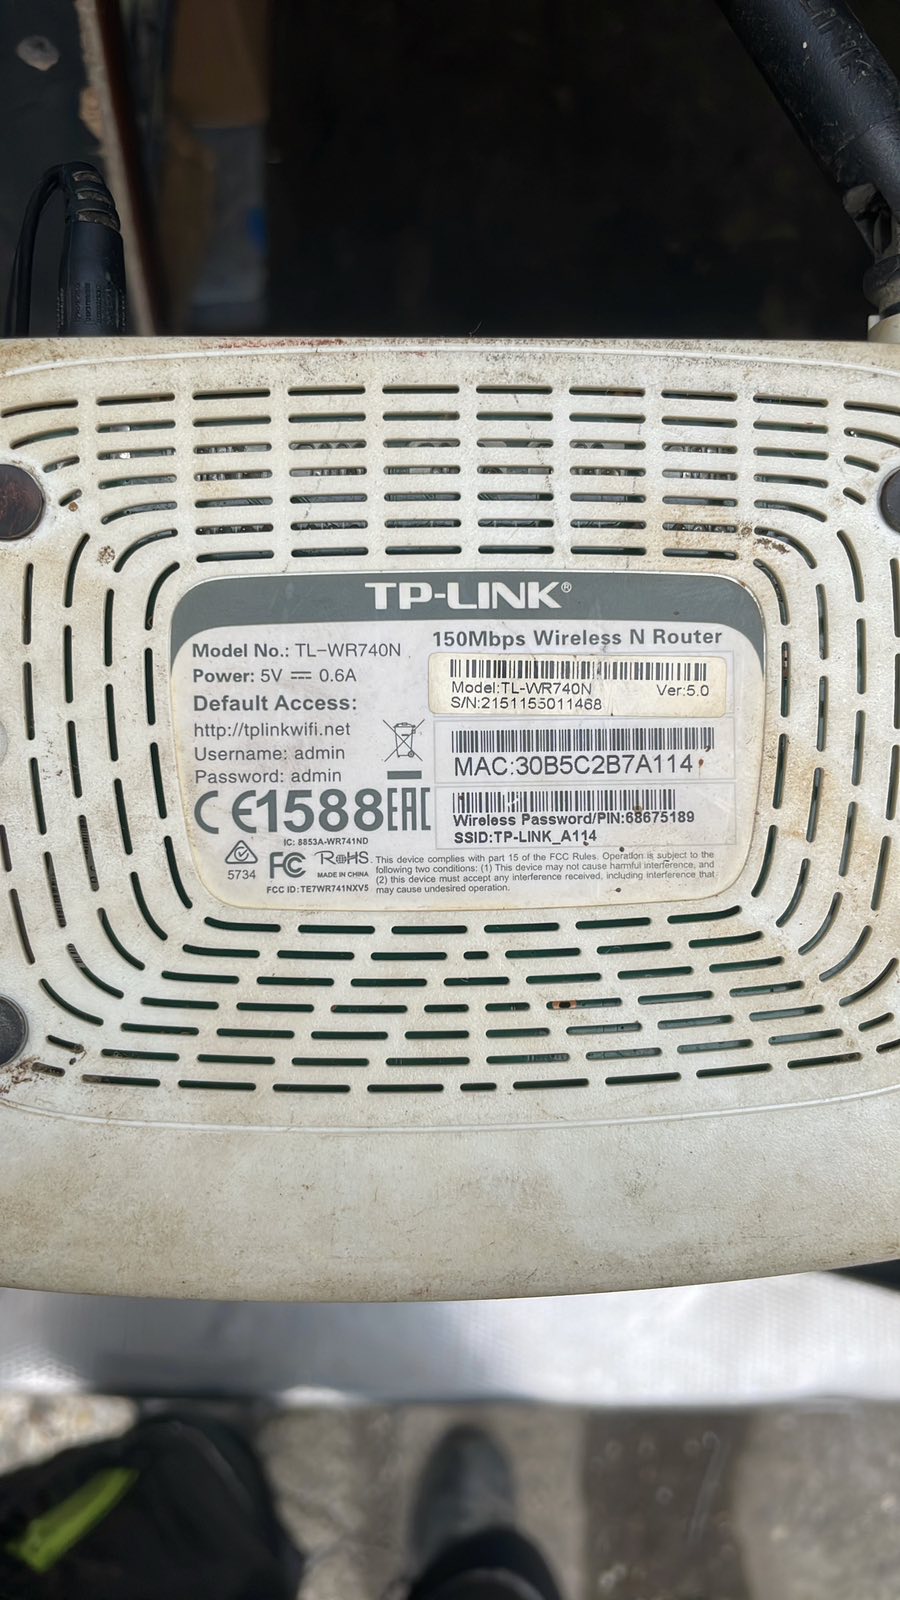 TP-LINK®
150Mbps Wireless N Router
Model No.: TL-WR740N
Power: 5V ⎓ 0.6A
Default Access:
http://tplinkwifi.net
Username: admin
Password: admin
Model:TL-WR740N Ver:5.0
S/N:2151155011468
MAC:30B5C2B7A114
Wireless Password/PIN:68675189
SSID:TP-LINK_A114
CE1588 EAC
IC: 8853A-WR741ND
5734
FC
RoHS
MADE IN CHINA
FCC ID: TE7WR741NXV5
This device complies with part 15 of the FCC Rules. Operation is subject to the
following two conditions: (1) This device may not cause harmful interference, and
(2) this device must accept any interference received, including interference that
may cause undesired operation.